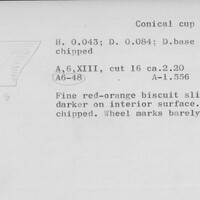 Conical cup
H. 0.043; D. 0.084; D.base
chipped
A,6,XIII, cut 16 ca.2.20
A6-48 A-1.556
Fine red-orange biscuit sli
darker on interior surface.
chipped. Wheel marks barely